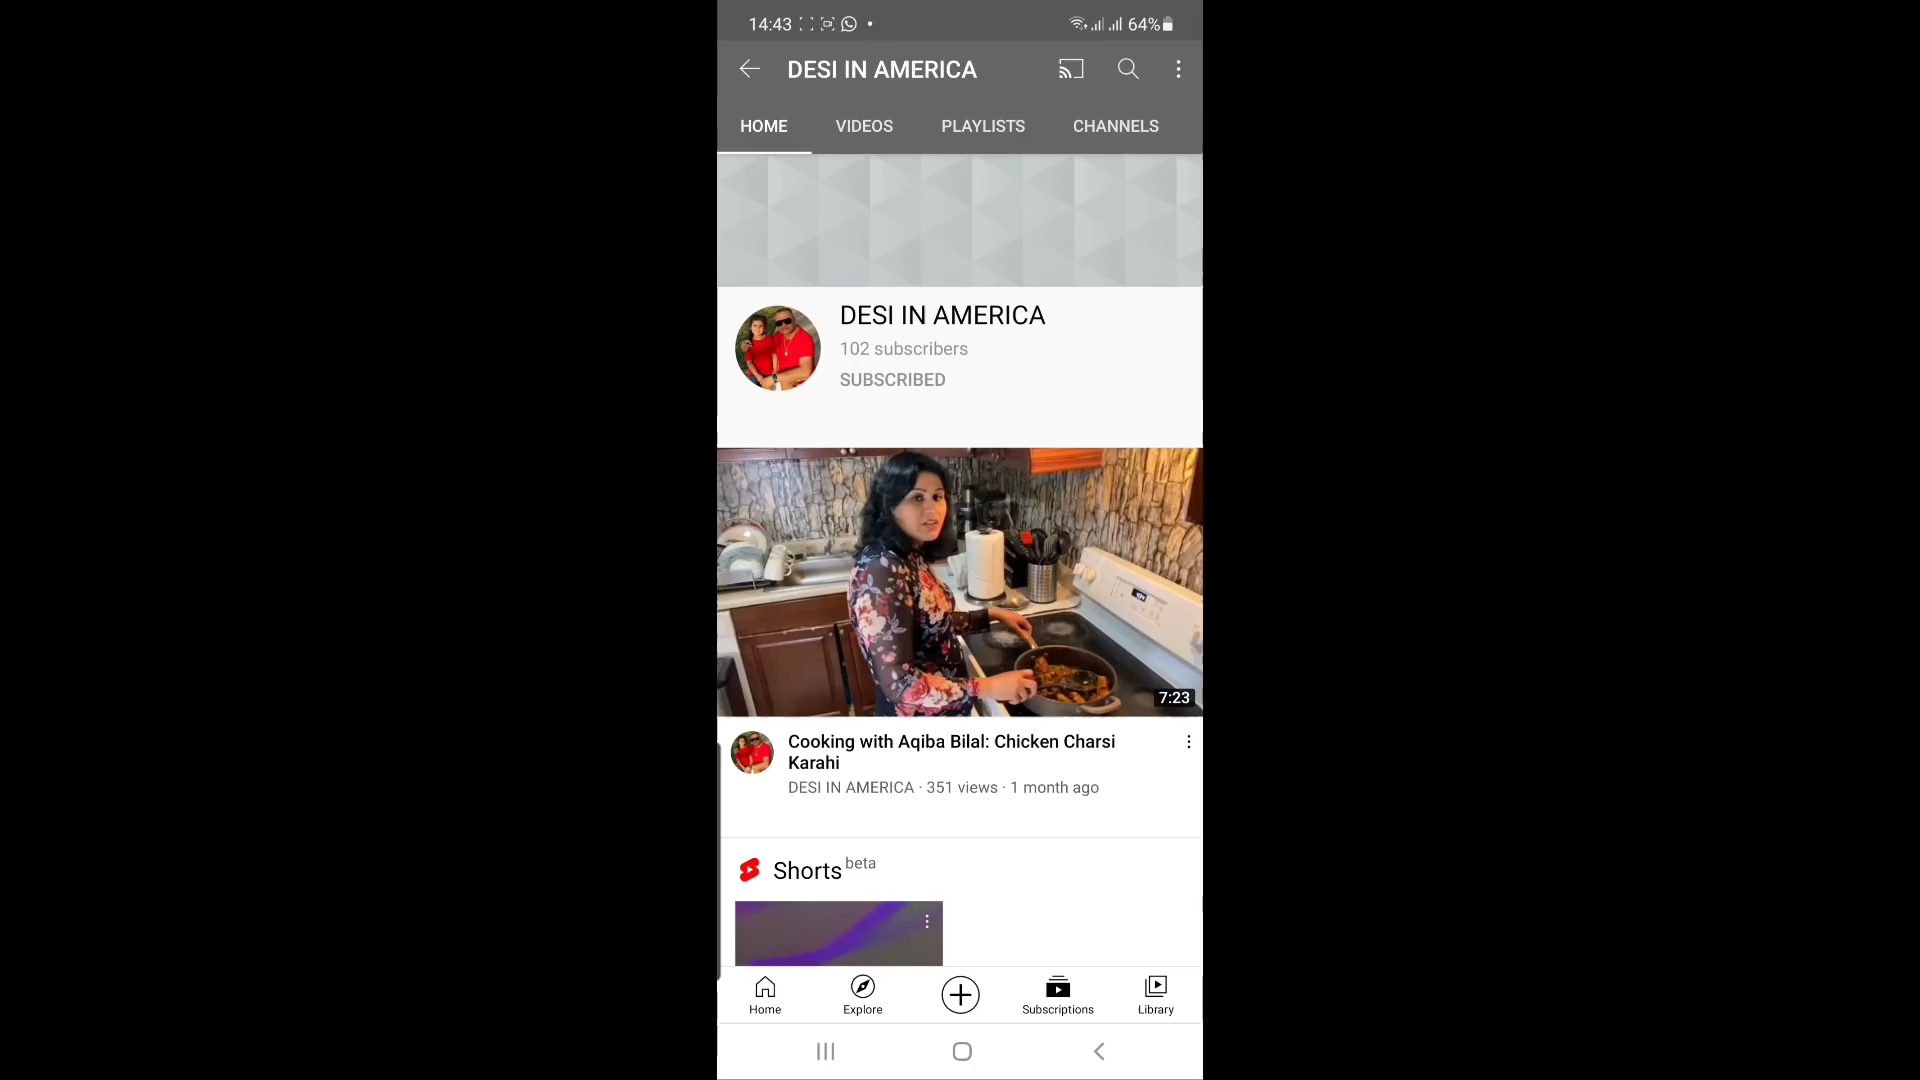 14:43 64%
DESI IN AMERICA
HOME VIDEOS PLAYLISTS CHANNELS
DESI IN AMERICA
102 subscribers
SUBSCRIBED
7:23
Cooking with Aqiba Bilal: Chicken Charsi
Karahi
DESI IN AMERICA · 351 views · 1 month ago
Shorts beta
Home Explore Subscriptions Library